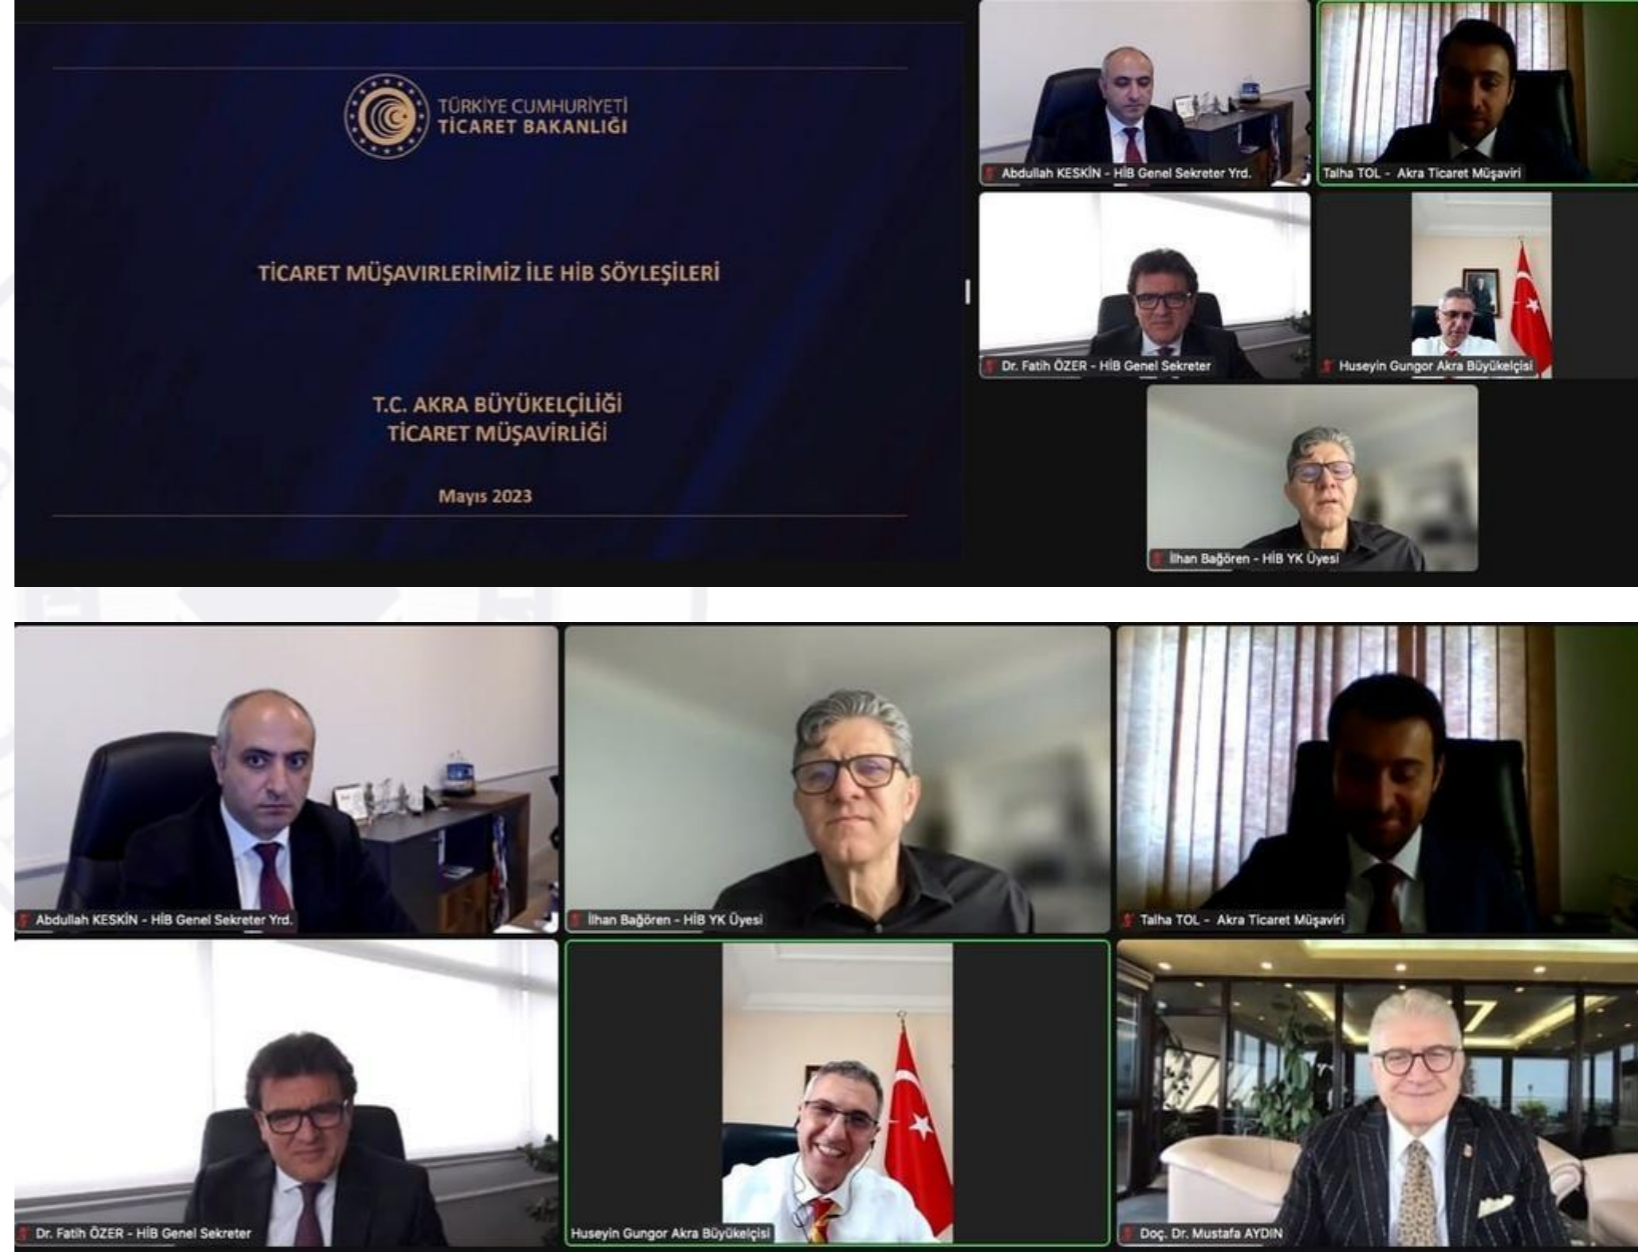 TÜRKİYE CUMHURİYETİ
TİCARET BAKANLIĞI
TİCARET MÜŞAVIRLERİMİZ İLE HİB SÖYLEŞİLERİ
T.C. AKRA BÜYÜKELÇİLİĞİ
TİCARET MÜŞAVİRLİĞİ
Mayıs 2023
Abdullah KESKİN - HİB Genel Sekreter Yrd.
Talha TOL - Akra Ticaret Müşaviri
Dr. Fatih ÖZER - HİB Genel Sekreter
Huseyin Gungor Akra Büyükelçisi
İlhan Bağören - HİB YK Üyesi
Abdullah KESKİN - HİB Genel Sekreter Yrd.
İlhan Bağören - HİB YK Üyesi
Talha TOL - Akra Ticaret Müşaviri
Dr. Fatih ÖZER - HİB Genel Sekreter
Huseyin Gungor Akra Büyükelçisi
Doç. Dr. Mustafa AYDIN